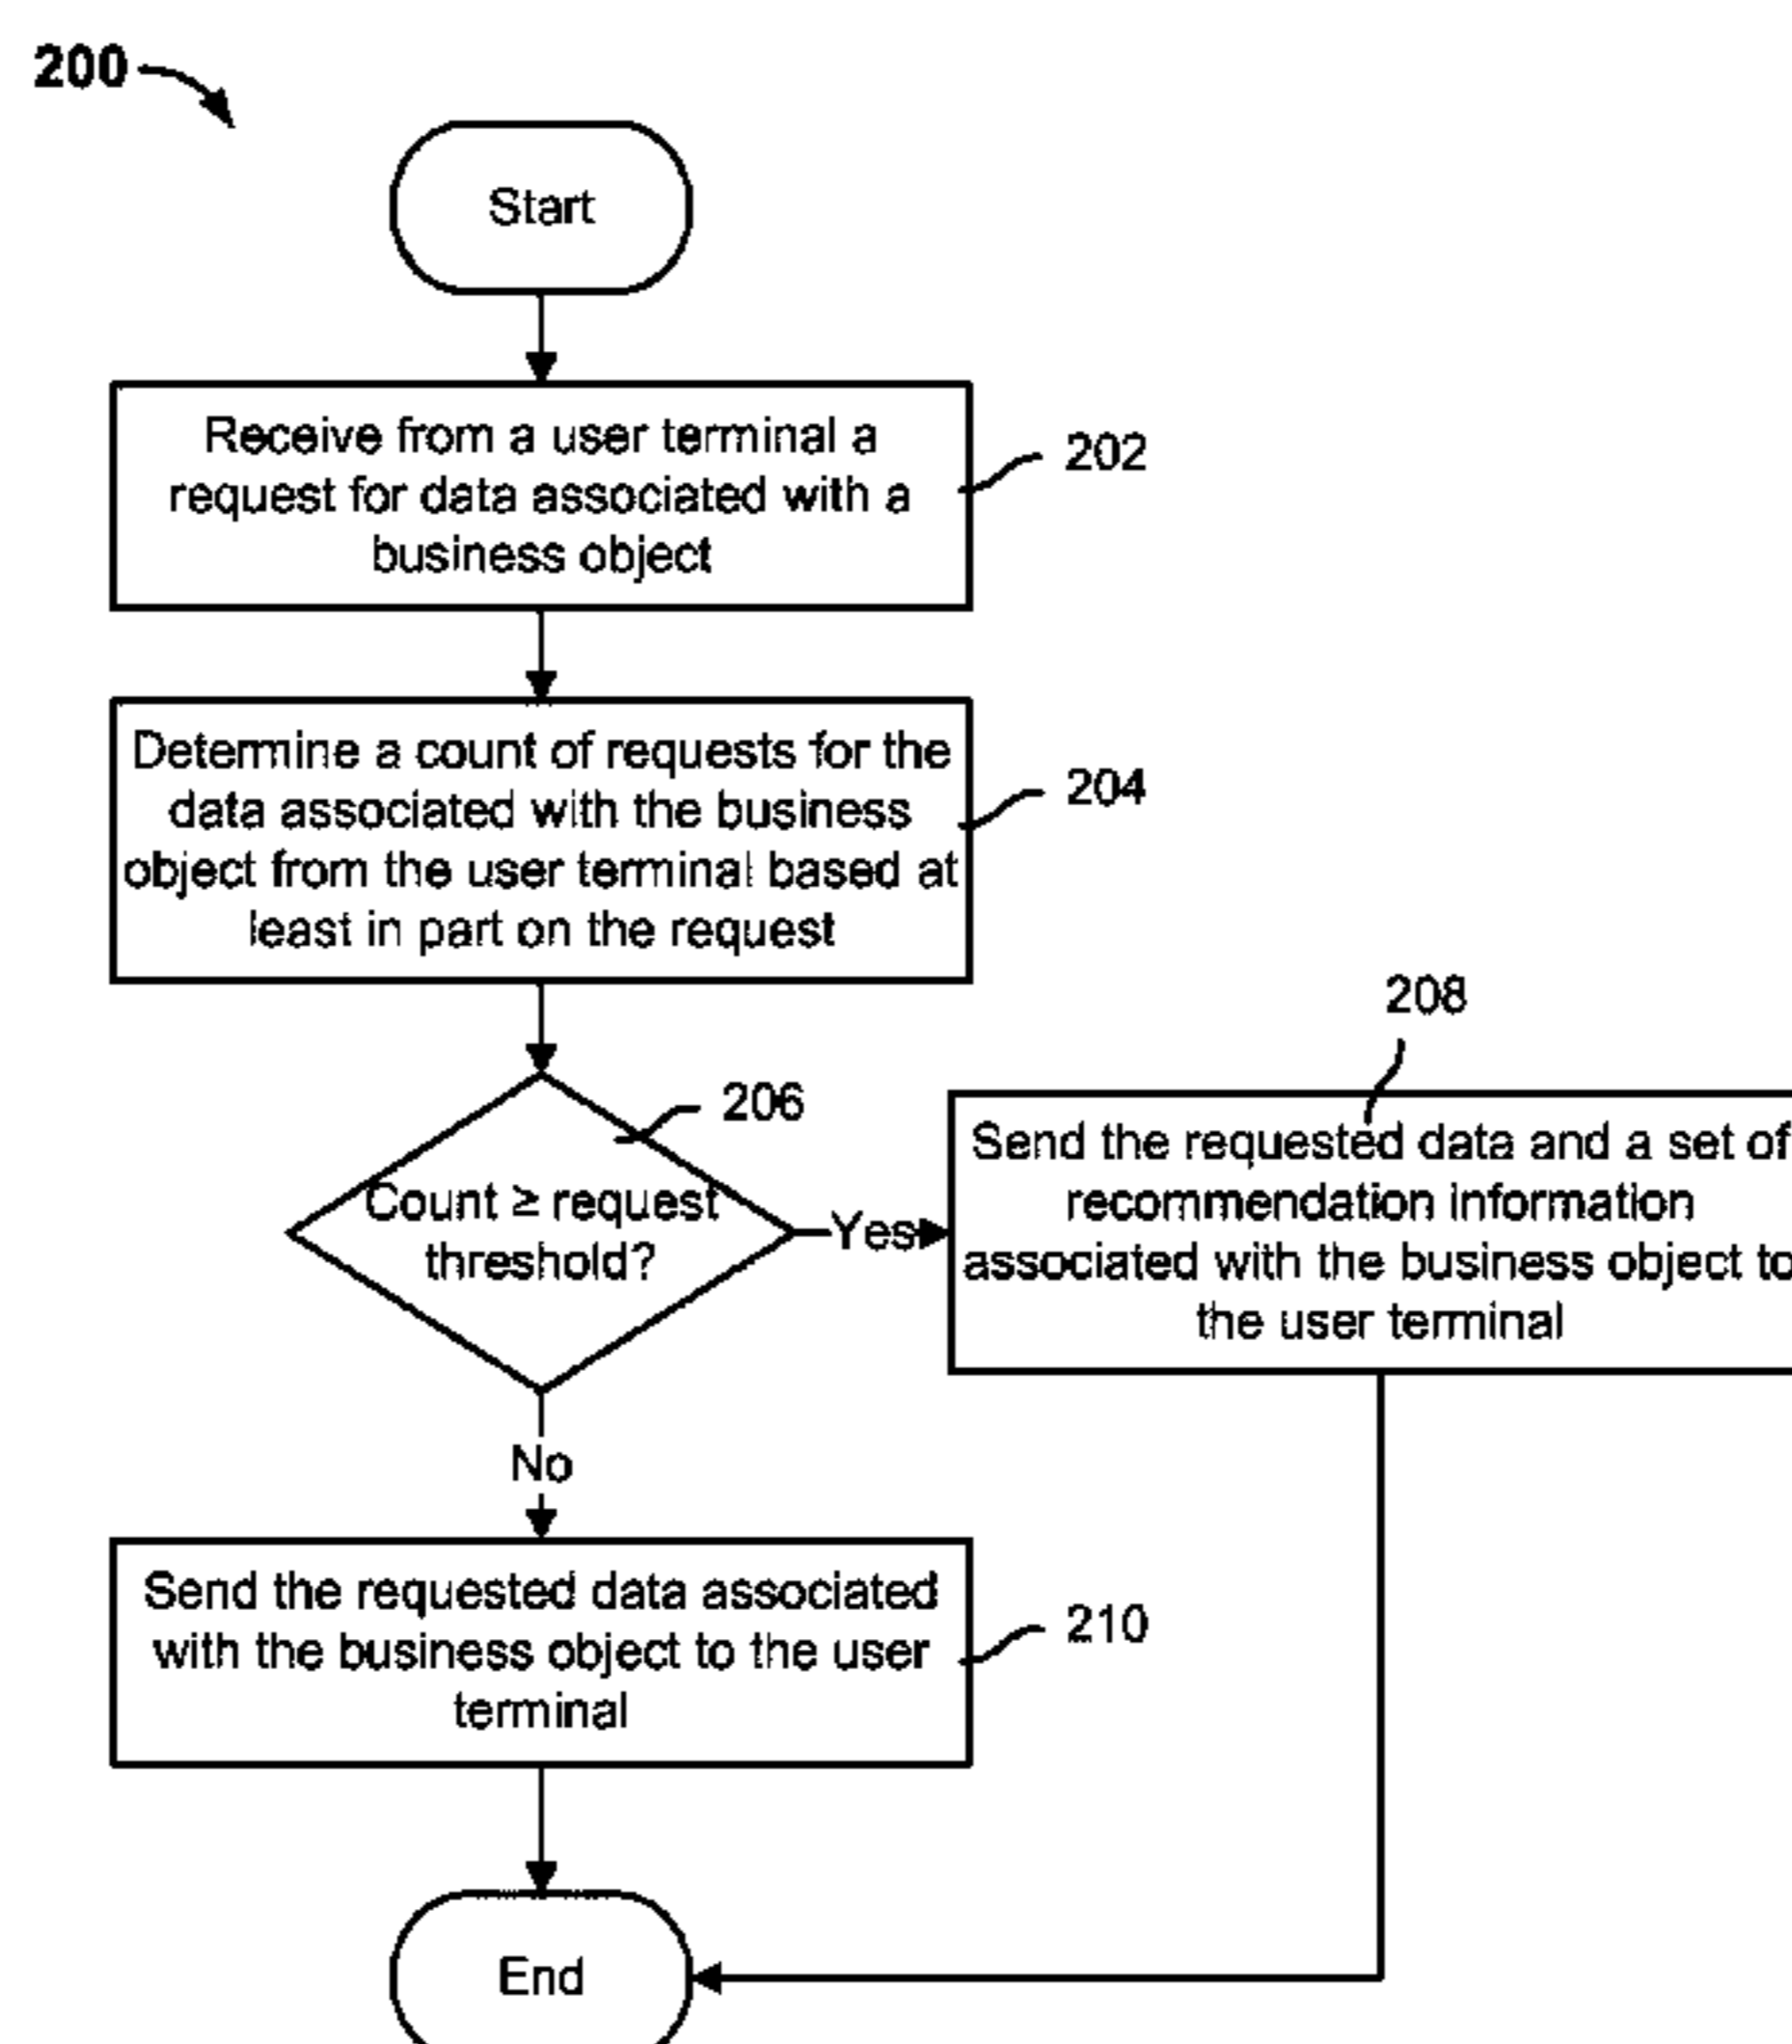 200
Start
Receive from a user terminal a
request for data associated with a
business object
202
Determine a count of requests for the
data associated with the business
object from the user terminal based at
least in part on the request
204
206
Count ≥ request
threshold?
Yes
208
Send the requested data and a set of
recommendation information
associated with the business object to
the user terminal
No
Send the requested data associated
with the business object to the user
terminal
210
End